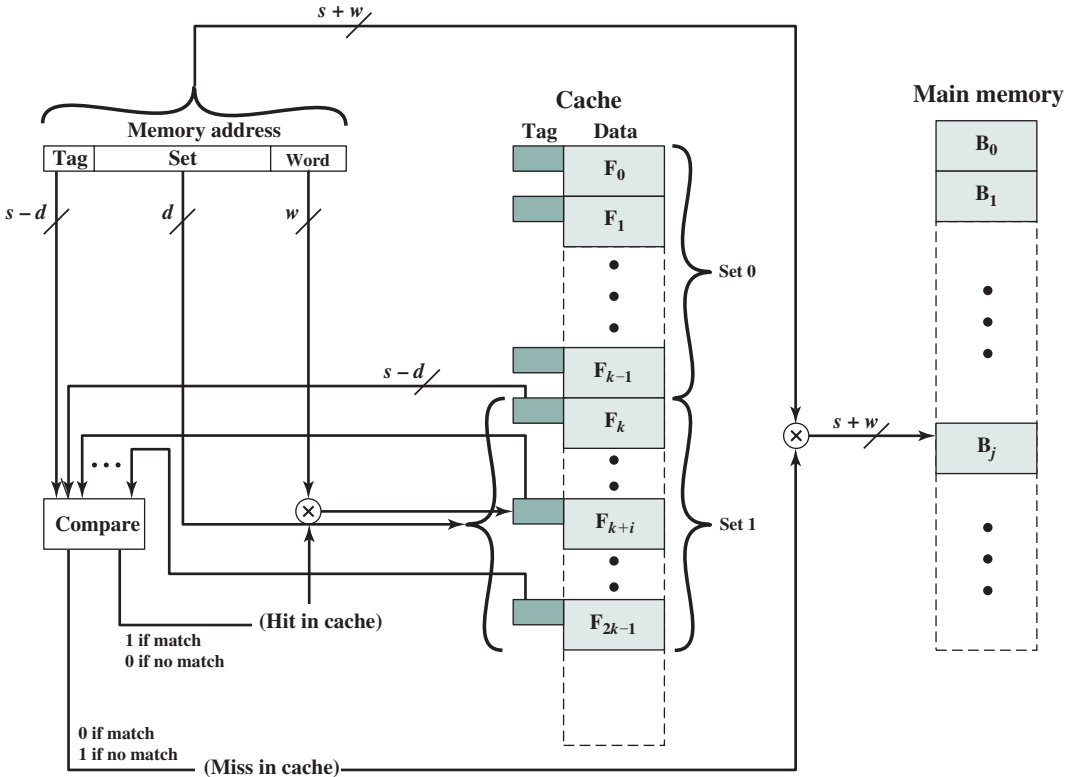 s + w
Cache
Main memory
Memory address
Tag Data
Tag Set Word
F0
B0
s – d d w
F1
B1
Set 0
Fk–1
s – d
Fk
s + w
Bj
Compare
Fk+i
Set 1
(Hit in cache)
F2k–1
1 if match
0 if no match
0 if match
1 if no match
(Miss in cache)